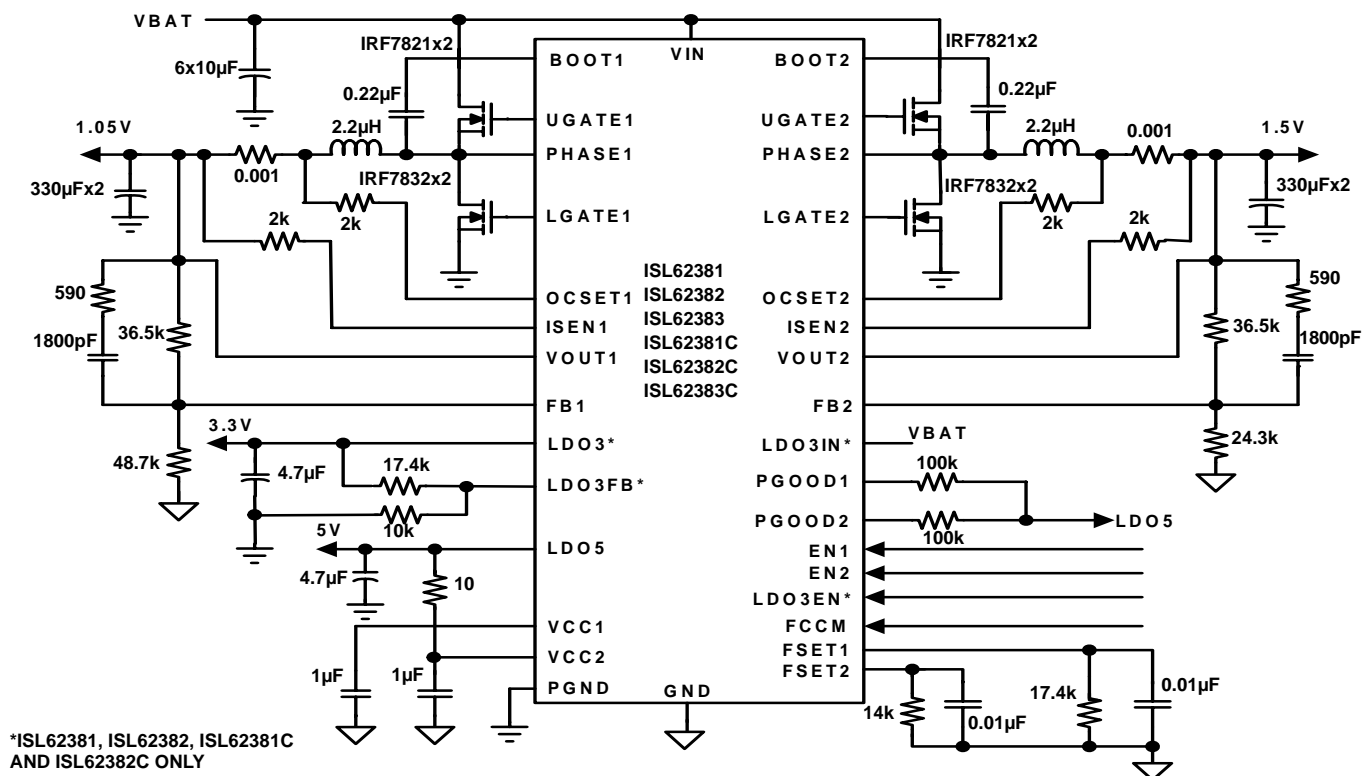 VBAT
6x10µF
IRF7821x2
0.22µF
1.05V
2.2µH
0.001
330µFx2
IRF7832x2
2k
2k
590
1800pF
36.5k
48.7k
3.3V
4.7µF
17.4k
10k
5V
4.7µF
10
1µF
1µF
VIN
BOOT1
UGATE1
PHASE1
LGATE1
OCSET1
ISEN1
VOUT1
FB1
LDO3*
LDO3FB*
LDO5
VCC1
VCC2
PGND
GND
ISL62381
ISL62382
ISL62383
ISL62381C
ISL62382C
ISL62383C
BOOT2
UGATE2
PHASE2
LGATE2
OCSET2
ISEN2
VOUT2
FB2
LDO3IN*
PGOOD1
PGOOD2
EN1
EN2
LDO3EN*
FCCM
FSET1
FSET2
IRF7821x2
0.22µF
2.2µH
0.001
1.5V
IRF7832x2
330µFx2
2k
2k
590
36.5k
1800pF
24.3k
VBAT
100k
100k
LDO5
14k
0.01µF
17.4k
0.01µF
*ISL62381, ISL62382, ISL62381C
AND ISL62382C ONLY